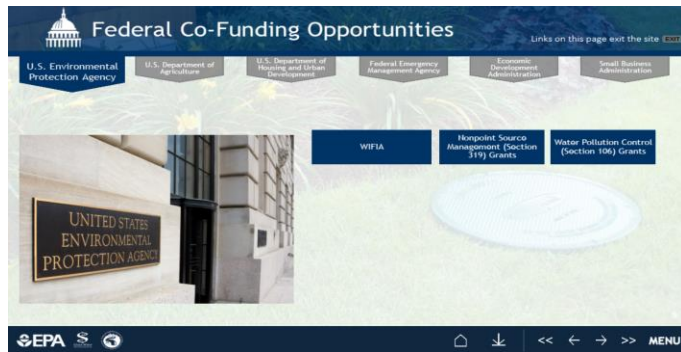 Federal Co-Funding Opportunities
Links on this page exit the site EXIT
U.S. Environmental
Protection Agency
U.S. Department of
Agriculture
U.S. Department of
Housing and Urban
Development
Federal Emergency
Management Agency
Economic
Development
Administration
Small Business
Administration
WIFIA
Nonpoint Source
Management (Section
319) Grants
Water Pollution Control
(Section 106) Grants
UNITED STATES
ENVIRONMENTAL
PROTECTION AGENCY
EPA
<< ← → >> MENU